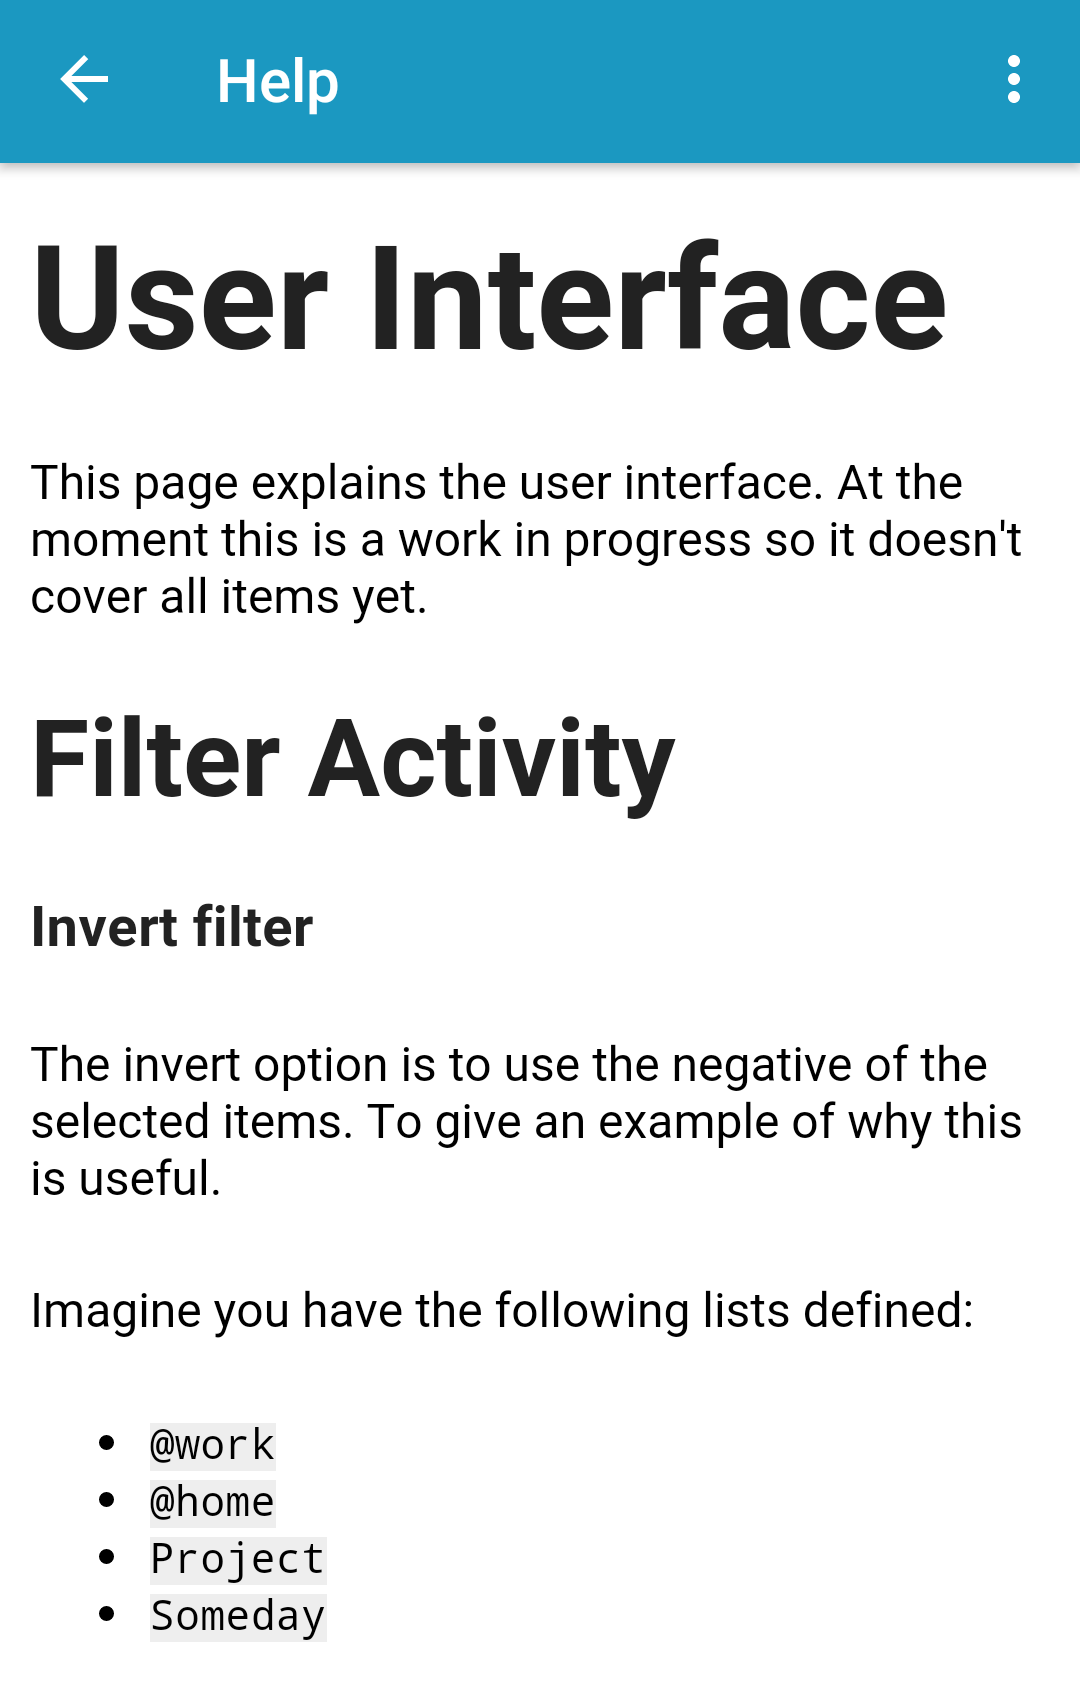 Help
User Interface
This page explains the user interface. At the
moment this is a work in progress so it doesn't
cover all items yet.
Filter Activity
Invert filter
The invert option is to use the negative of the
selected items. To give an example of why this
is useful.
Imagine you have the following lists defined:
@work
@home
Project
Someday